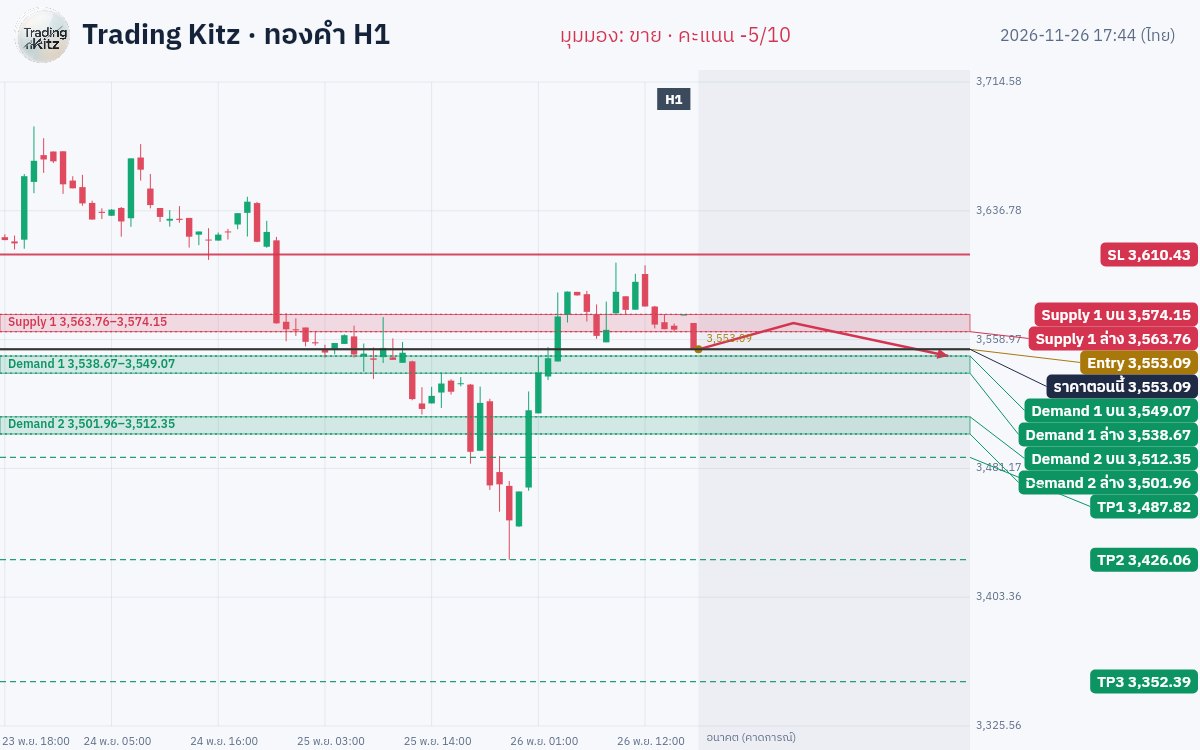 Trading
Kitz
Trading Kitz · ทองคำ H1
มุมมอง: ขาย · คะแนน -5/10
2026-11-26 17:44 (ไทย)
H1
3,714.58
3,636.78
SL 3,610.43
Supply 1 3,563.76–3,574.15
Supply 1 บน 3,574.15
3,553.09
3,558.97
Supply 1 ล่าง 3,563.76
Entry 3,553.09
Demand 1 3,538.67–3,549.07
ราคาตอนนี้ 3,553.09
Demand 1 บน 3,549.07
Demand 2 3,501.96–3,512.35
Demand 1 ล่าง 3,538.67
Demand 2 บน 3,512.35
3,481.17
Demand 2 ล่าง 3,501.96
TP1 3,487.82
TP2 3,426.06
3,403.36
TP3 3,352.39
3,325.56
23 พ.ย. 18:00
24 พ.ย. 05:00
24 พ.ย. 16:00
25 พ.ย. 03:00
25 พ.ย. 14:00
26 พ.ย. 01:00
26 พ.ย. 12:00
อนาคต (คาดการณ์)